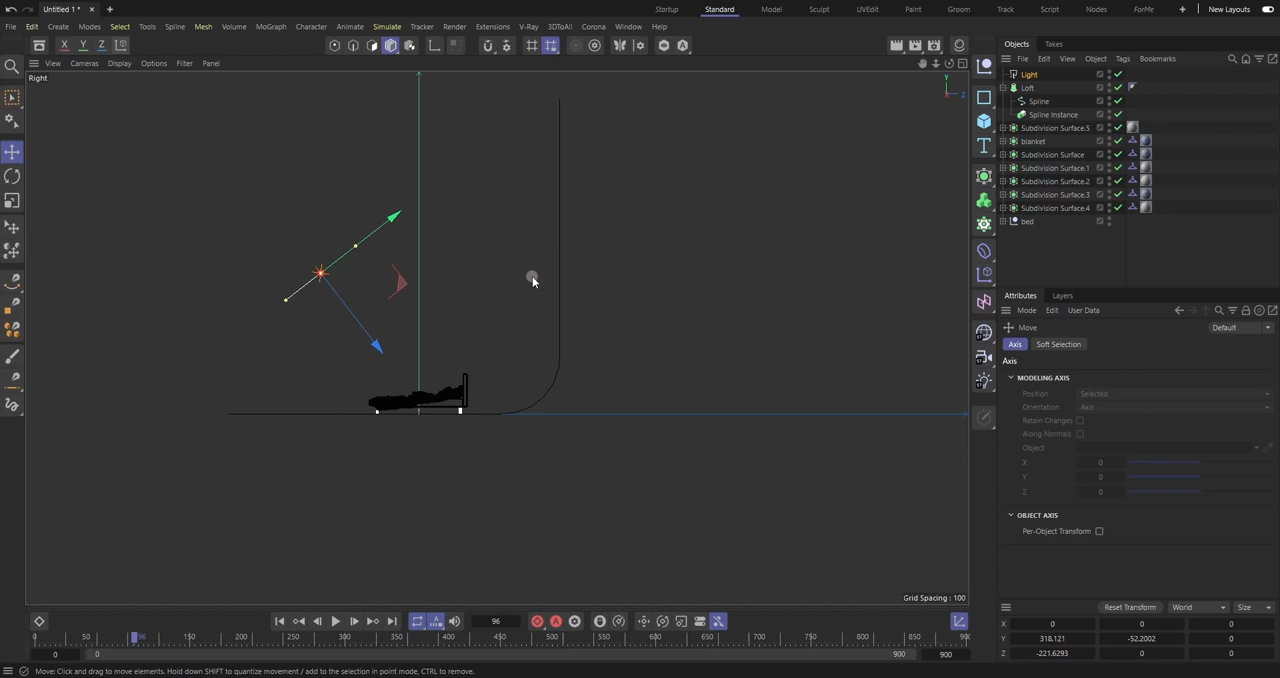 Untitled 1 *
Startup Standard Model Sculpt UVEdit Paint Groom Track Script Nodes ForMe New Layouts
File Edit Create Modes Select Tools Spline Mesh Volume MoGraph Character Animate Simulate Tracker Render Extensions V-Ray 3DToAll Corona Window Help
X Y Z
View Cameras Display Options Filter Panel
Right
Y
Z
Grid Spacing : 100
Objects Takes
File Edit View Object Tags Bookmarks
Light
Loft
Spline
Spline Instance
Subdivision Surface.5
blanket
Subdivision Surface
Subdivision Surface.1
Subdivision Surface.2
Subdivision Surface.3
Subdivision Surface.4
bed
Attributes Layers
Mode Edit User Data
Move Default
Axis Soft Selection
Axis
MODELING AXIS
Position Selected
Orientation Axis
Retain Changes
Along Normals
Object
X 0
Y 0
Z 0
OBJECT AXIS
Per-Object Transform
Reset Transform World Size
X 0 0 0
Y 318.121 -52.2002 0
Z -221.6293 0 0
96
0 50 96 150 200 250 300 350 400 450 500 550 600 650 700 750 800 850 90
0 0 900 900
Move: Click and drag to move elements. Hold down SHIFT to quantize movement / add to the selection in point mode, CTRL to remove.